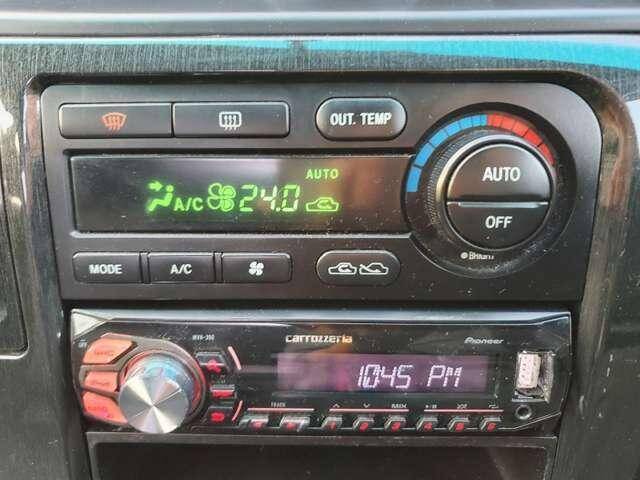 OUT. TEMP
AUTO
A/C 24.0
AUTO
OFF
MODE
A/C
carrozzeria
Pioneer
10:45 PM